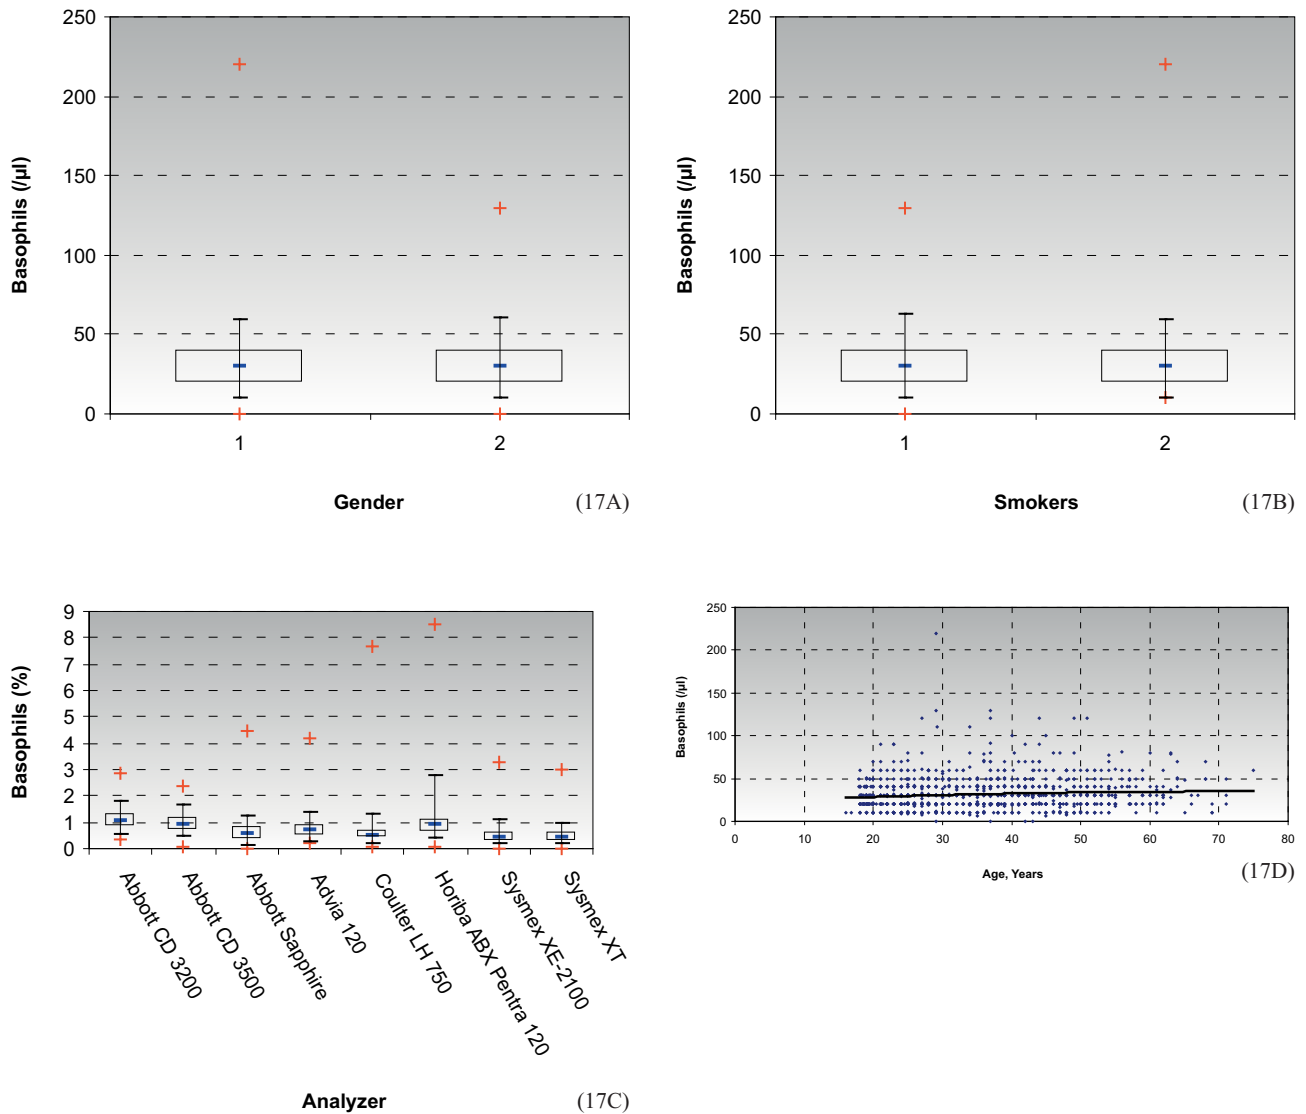 250
200
150
100
50
0
Basophils (/µl)
1
2
Gender
(17A)
250
200
150
100
50
0
Basophils (/µl)
1
2
Smokers
(17B)
9
8
7
6
5
4
3
2
1
0
Basophils (%)
Abbott CD 3200
Abbott CD 3500
Abbott Sapphire
Advia 120
Coulter LH 750
Horiba ABX Pentra 120
Sysmex XE-2100
Sysmex XT
Analyzer
(17C)
250
200
150
100
50
0
Basophils (/µl)
0 10 20 30 40 50 60 70 80
Age, Years
(17D)